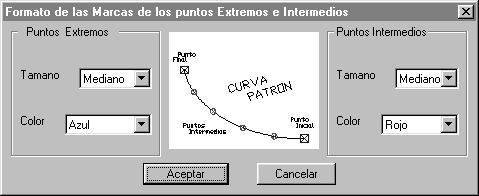 Formato de las Marcas de los puntos Extremos e Intermedios
Puntos Extremos
Tamano Mediano
Color Azul
Punto
Final
CURVA
PATRON
Puntos
Intermedios
Punto
Inicial
Puntos Intermedios
Tamano Mediano
Color Rojo
Aceptar Cancelar